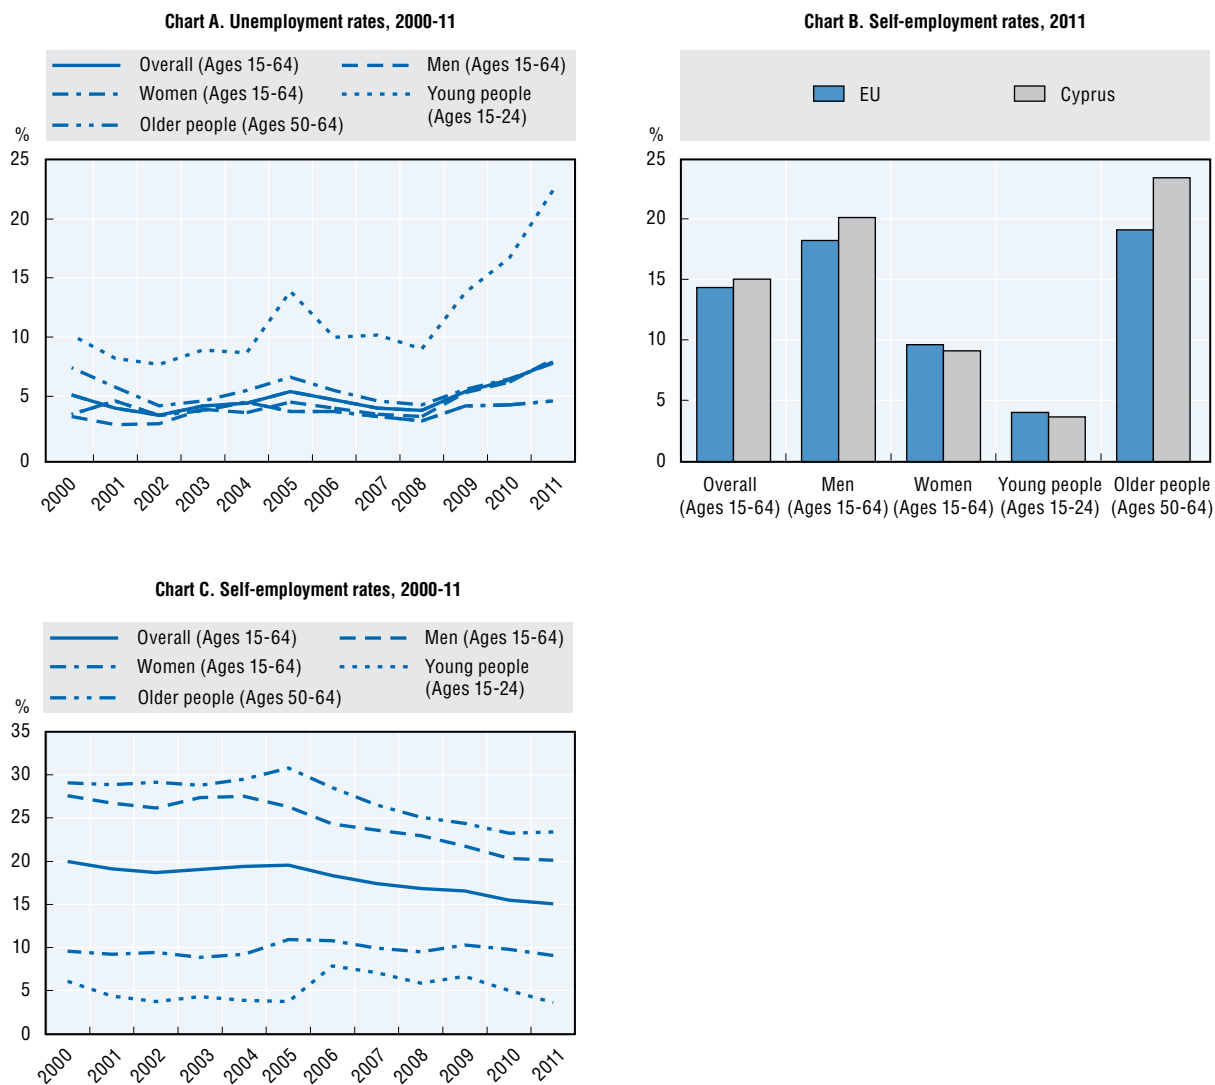 Chart A. Unemployment rates, 2000-11
Overall (Ages 15-64)
Men (Ages 15-64)
Women (Ages 15-64)
Young people
(Ages 15-24)
Older people (Ages 50-64)
%
25
20
15
10
5
0
2000
2001
2002
2003
2004
2005
2006
2007
2008
2009
2010
2011
Chart B. Self-employment rates, 2011
EU
Cyprus
%
25
20
15
10
5
0
Overall
(Ages 15-64)
Men
(Ages 15-64)
Women
(Ages 15-64)
Young people
(Ages 15-24)
Older people
(Ages 50-64)
Chart C. Self-employment rates, 2000-11
Overall (Ages 15-64)
Men (Ages 15-64)
Women (Ages 15-64)
Young people
(Ages 15-24)
Older people (Ages 50-64)
%
35
30
25
20
15
10
5
0
2000
2001
2002
2003
2004
2005
2006
2007
2008
2009
2010
2011